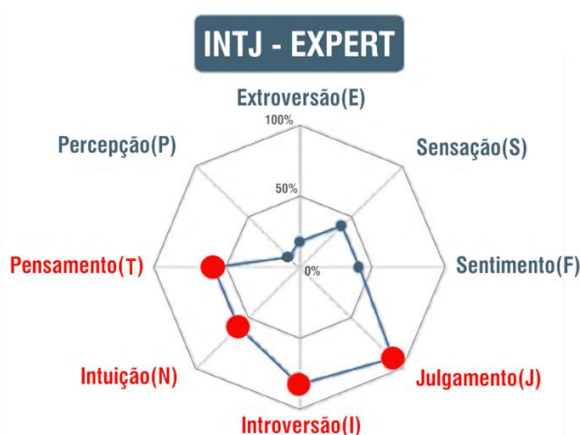 INTJ - EXPERT
Extroversão(E)
100%
Percepção(P)
Sensação(S)
50%
Pensamento(T)
0%
Sentimento(F)
Intuição(N)
Julgamento(J)
Introversão(I)